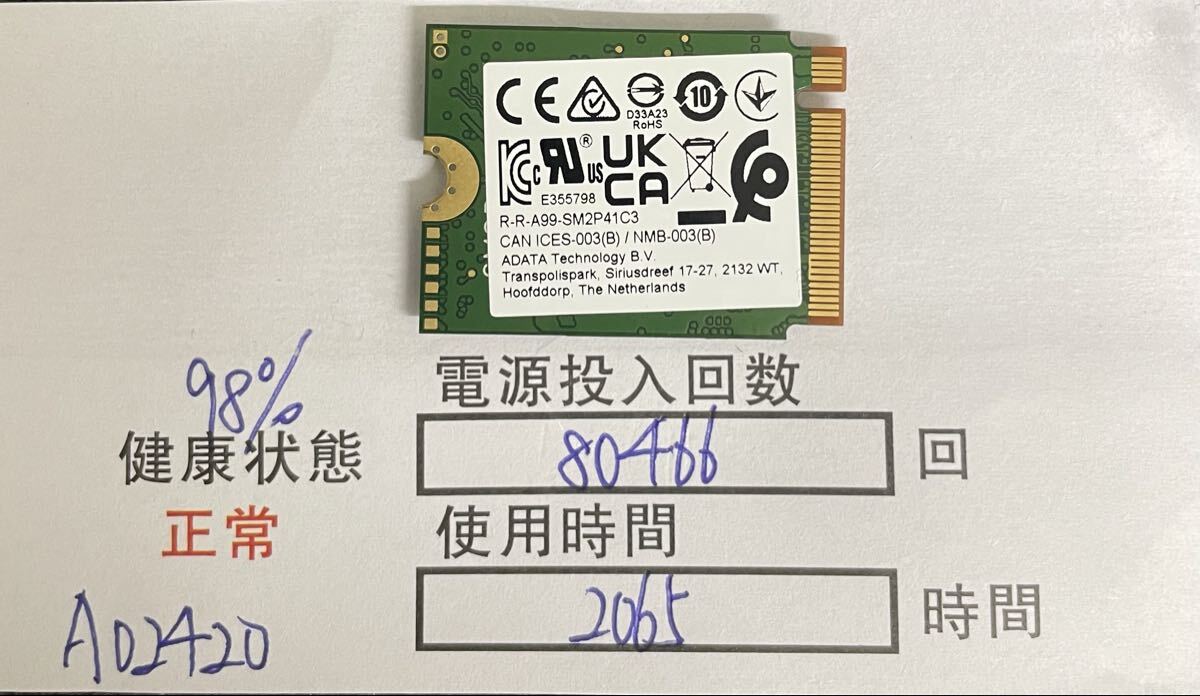 CE D33A23 10
RoHS
KC c RU ® US UK
CA
E355798
R-R-A99-SM2P41C3
CAN ICES-003(B) / NMB-003(B)
ADATA Technology B.V.
Transpolispark, Siriusdreef 17-27, 2132 WT,
Hoofddorp, The Netherlands
98%
電源投入回数
健康状態 80466 回
正常 使用時間
2065 時間
A02420